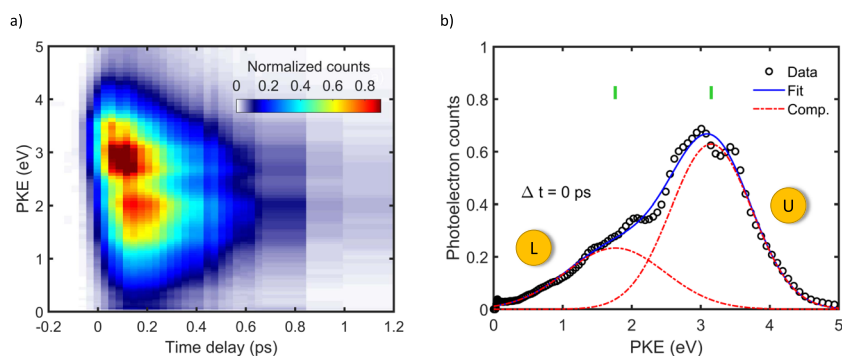 a)
b)
PKE (eV)
5
4
3
2
1
0
Normalized counts
0 0.2 0.4 0.6 0.8
-0.2 0 0.2 0.4 0.6 0.8 1 1.2
Time delay (ps)
Photoelectron counts
1
0.8
0.6
0.4
0.2
0
Data
Fit
Comp.
Δ t = 0 ps
U
L
0 1 2 3 4 5
PKE (eV)